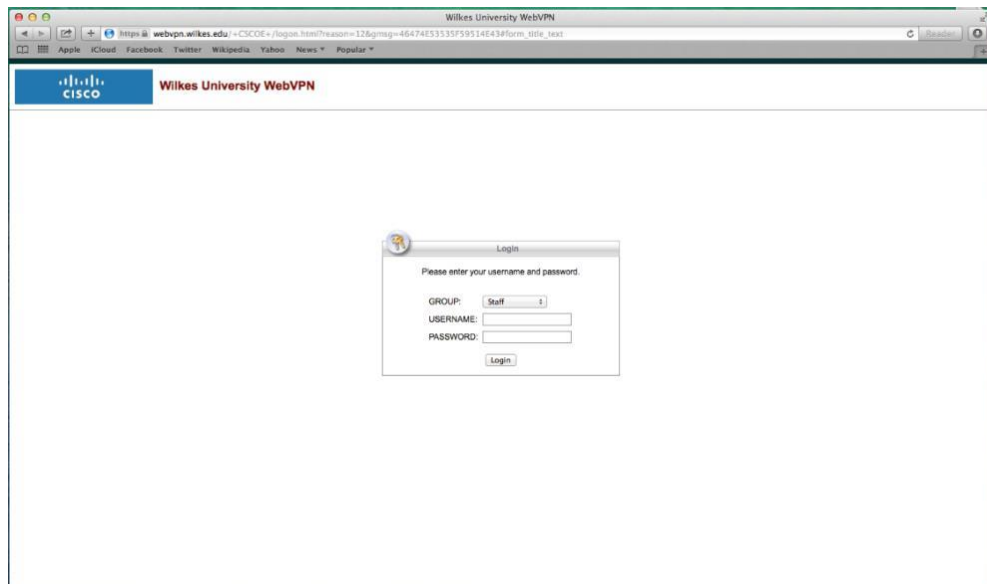 Wilkes University WebVPN
https webvpn.wilkes.edu/+CSCOE+/logon.html?reason=12&gmsg=46474E53535F59514E43#form_title_text
Reader
Apple iCloud Facebook Twitter Wikipedia Yahoo News Popular
CISCO
Wilkes University WebVPN
Login
Please enter your username and password.
GROUP: Staff
USERNAME:
PASSWORD:
Login